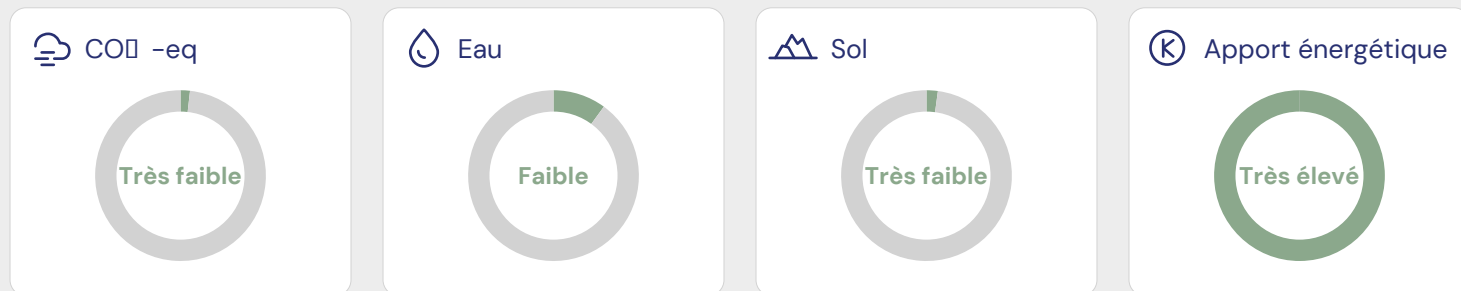 CO▯ -eq
Très faible
Eau
Faible
Sol
Très faible
Apport énergétique
Très élevé